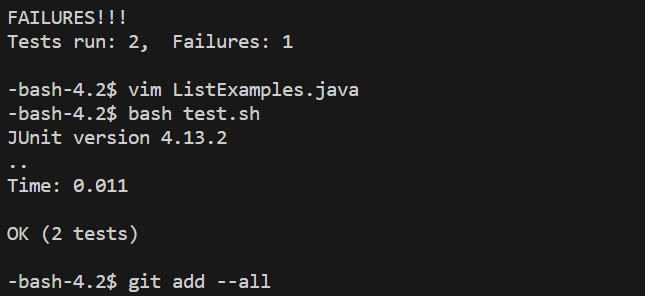 FAILURES!!!
Tests run: 2,  Failures: 1
-bash-4.2$ vim ListExamples.java
-bash-4.2$ bash test.sh
JUnit version 4.13.2
..
Time: 0.011
OK (2 tests)
-bash-4.2$ git add --all